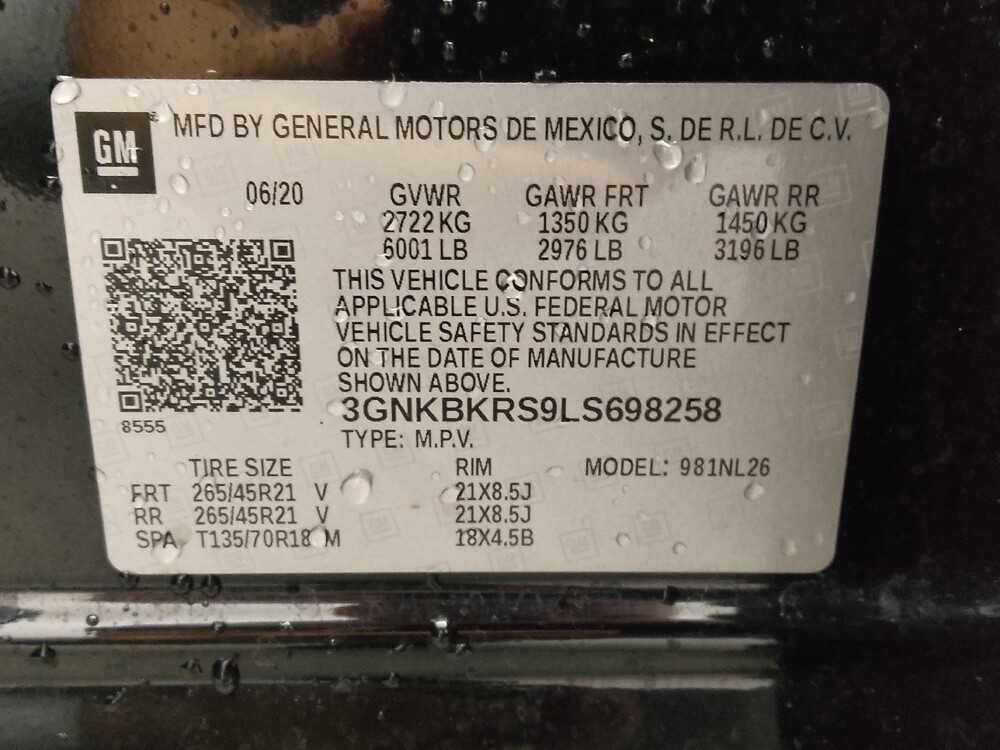 GM MFD BY GENERAL MOTORS DE MEXICO, S. DE R.L. DE C.V.
06/20 GVWR GAWR FRT GAWR RR
2722 KG 1350 KG 1450 KG
6001 LB 2976 LB 3196 LB
THIS VEHICLE CONFORMS TO ALL
APPLICABLE U.S. FEDERAL MOTOR
VEHICLE SAFETY STANDARDS IN EFFECT
ON THE DATE OF MANUFACTURE
SHOWN ABOVE.
3GNKBKRS9LS698258
8555
TYPE: M.P.V.
TIRE SIZE RIM MODEL: 981NL26
FRT 265/45R21 V 21X8.5J
RR 265/45R21 V 21X8.5J
SPA T135/70R18 M 18X4.5B